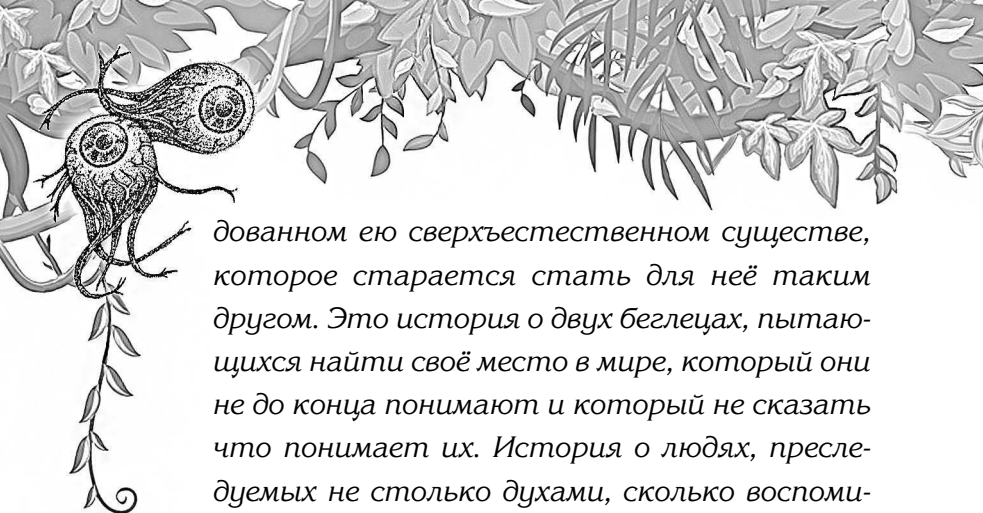 дованном ею сверхъестественном существе,
которое старается стать для неё таким
другом. Это история о двух беглецах, пытаю-
щихся найти своё место в мире, который они
не до конца понимают и который не сказать
что понимает их. История о людях, пресле-
дуемых не столько духами, сколько воспоми-